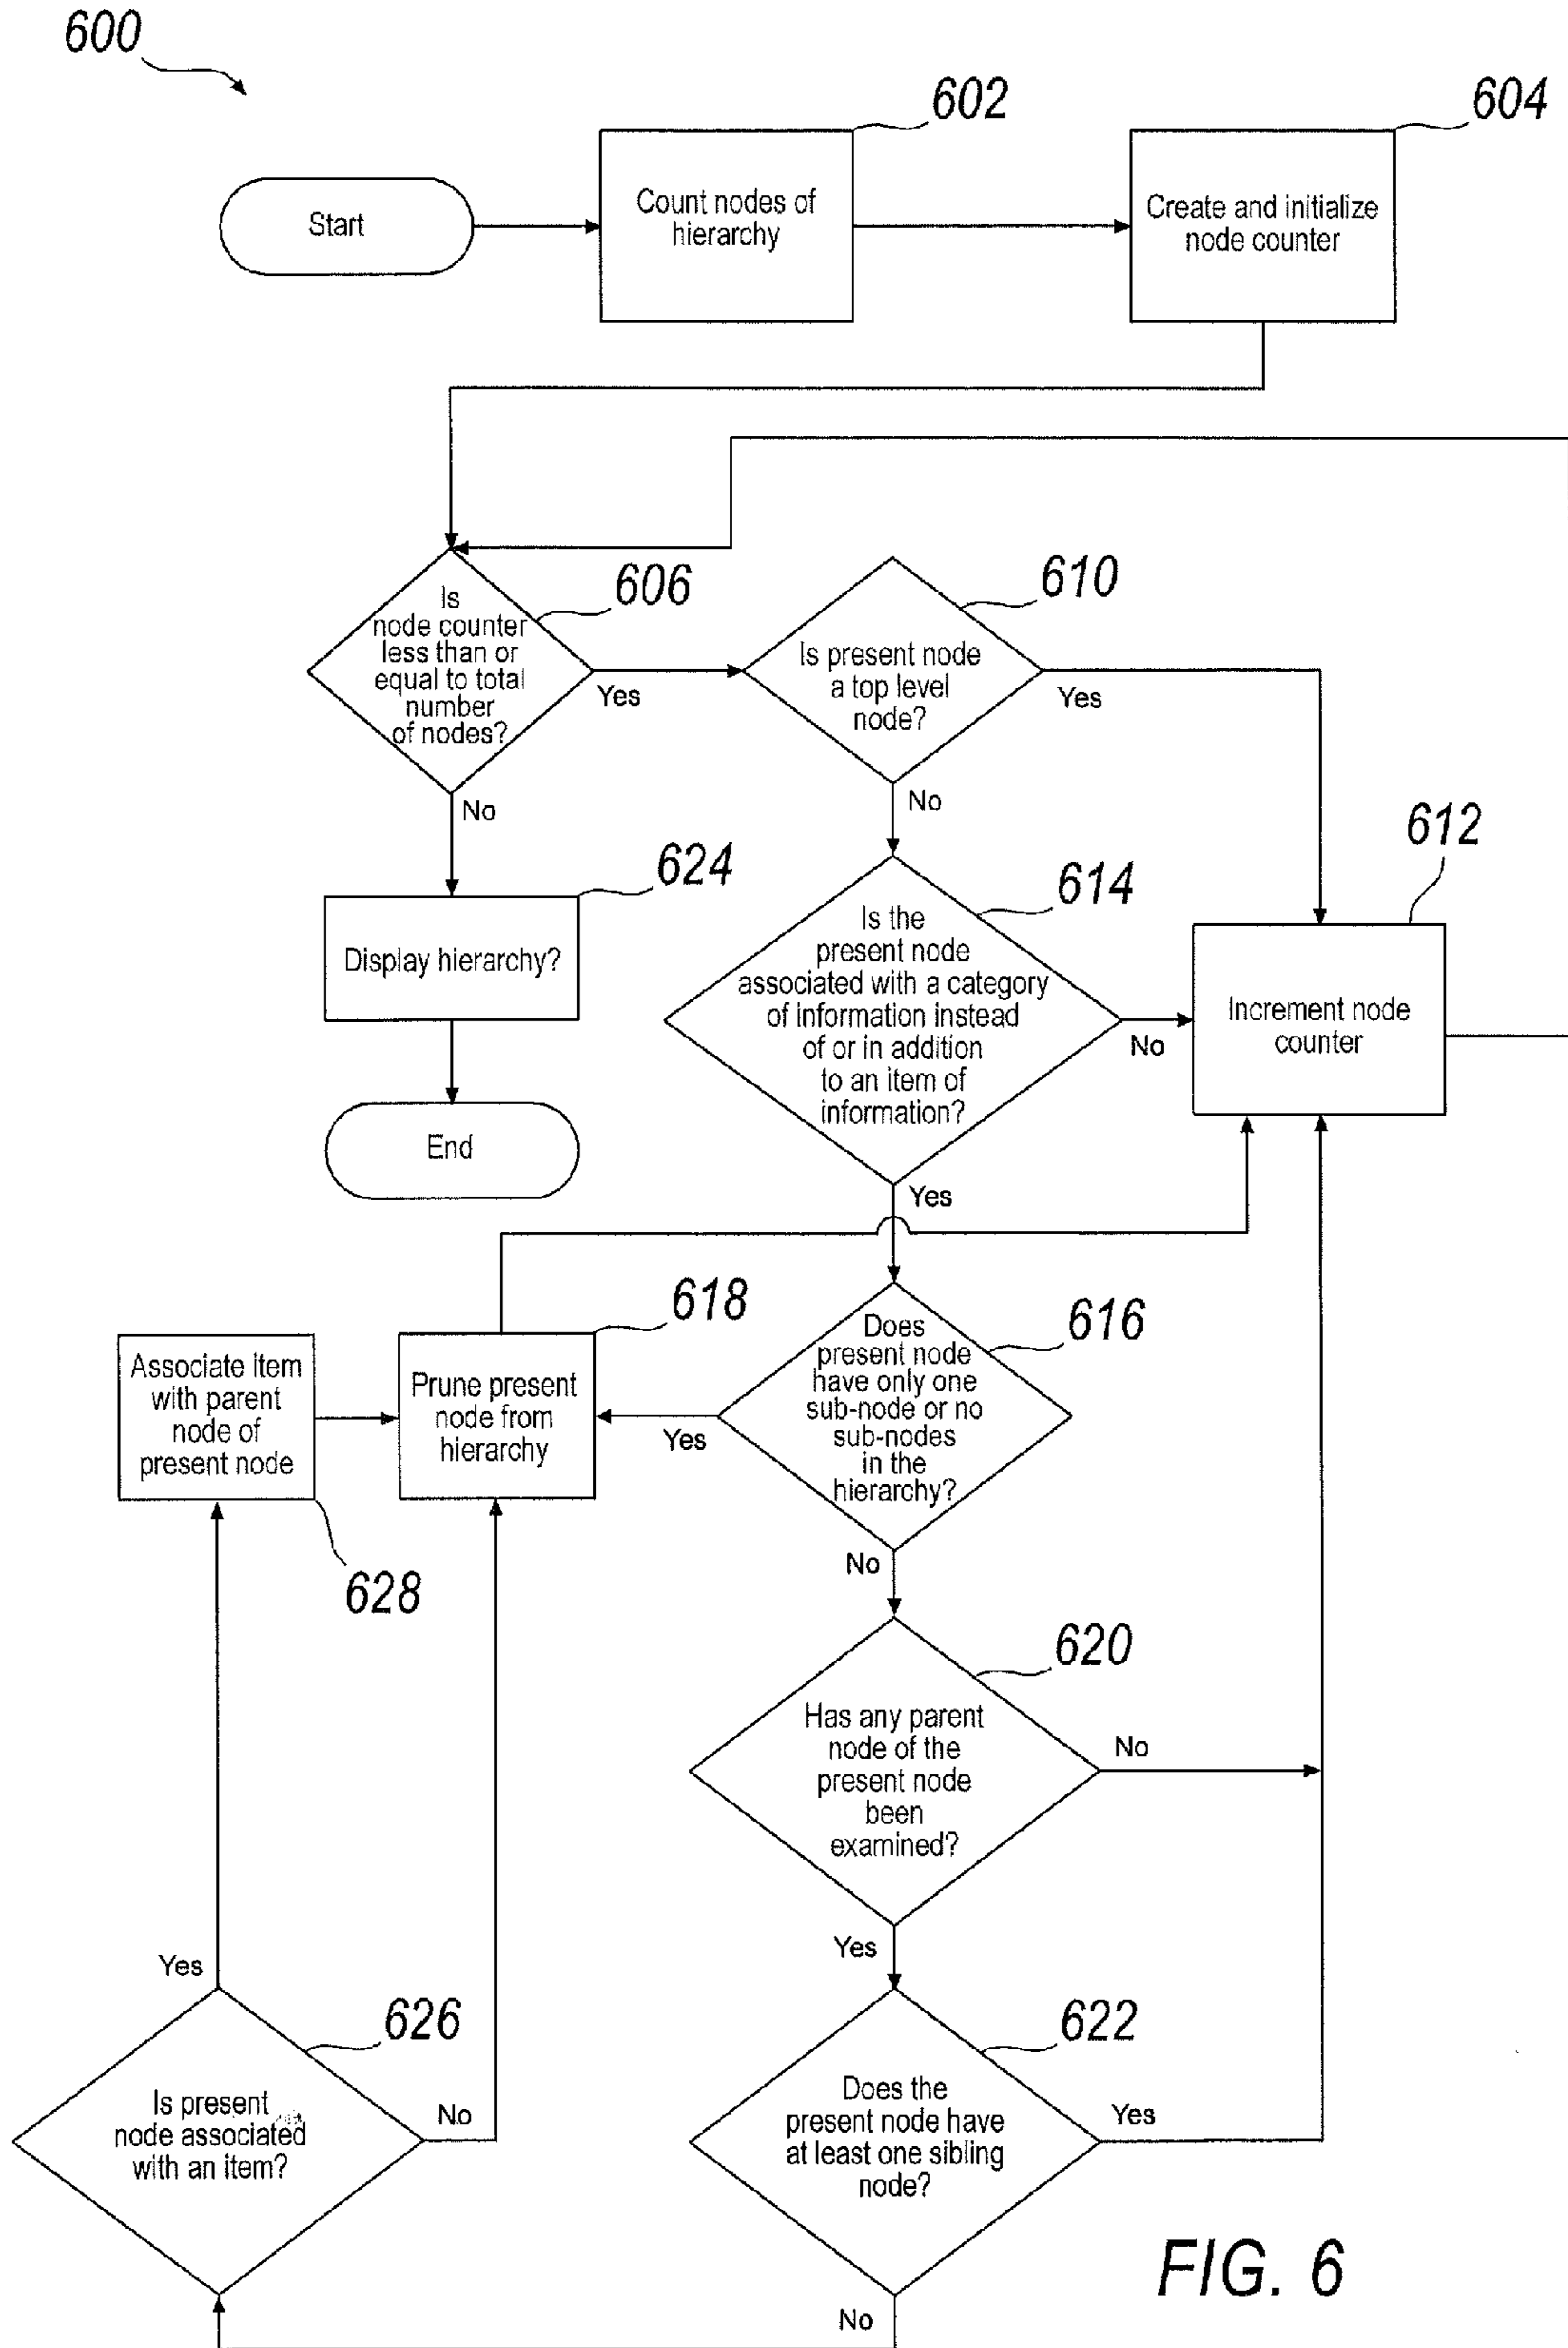 600
602
604
Start
Count nodes of
hierarchy
Create and initialize
node counter
606
610
Is
node counter
less than or
equal to total
number
of nodes?
Yes
Is present node
a top level
node?
Yes
No
No
612
624
614
Display hierarchy?
Is the
present node
associated with a category
of information instead
of or in addition
to an item of
information?
No
Increment node
counter
End
Yes
618
616
Associate item
with parent
node of
present node
Prune present
node from
hierarchy
Yes
Does
present node
have only one
sub-node or no
sub-nodes
in the
hierarchy?
628
No
620
Has any parent
node of the
present node
been
examined?
No
Yes
Yes
626
622
Is present
node associated
with an item?
No
Does the
present node have
at least one sibling
node?
Yes
No
FIG. 6